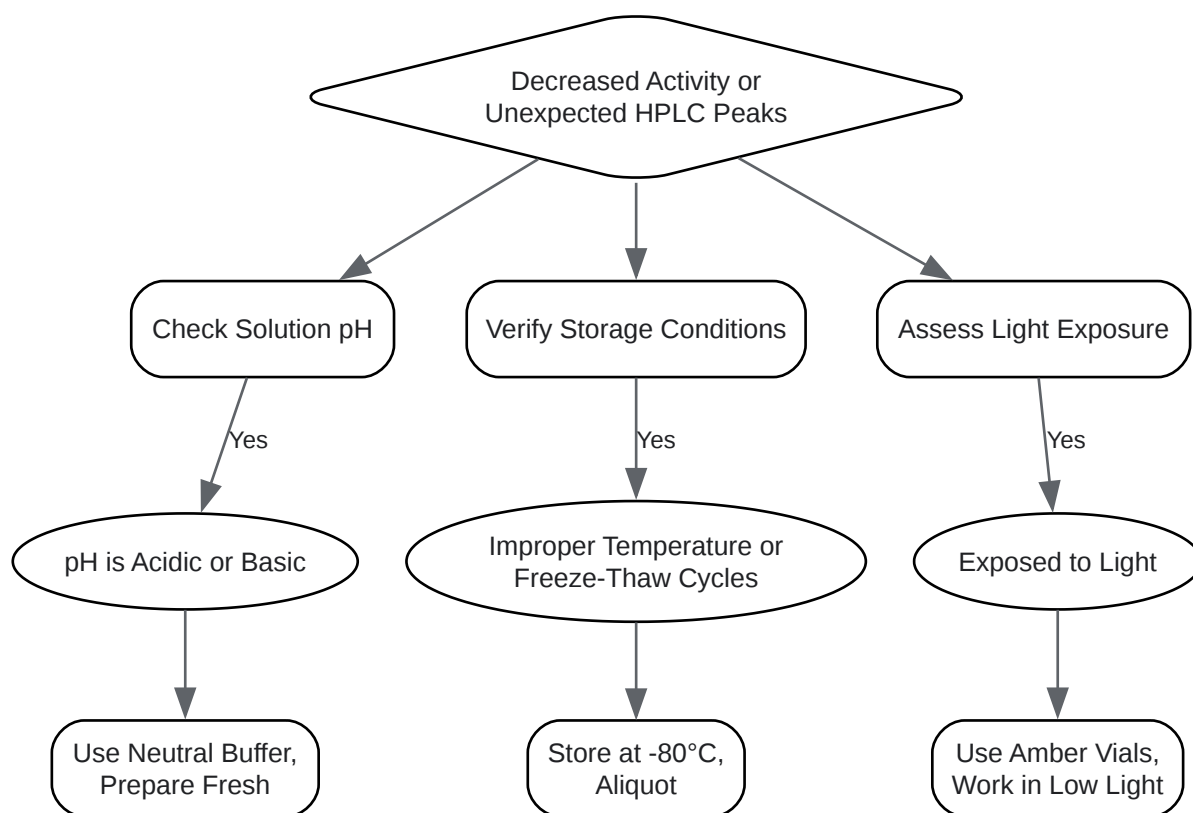 Decreased Activity or
Unexpected HPLC Peaks
Check Solution pH
Verify Storage Conditions
Assess Light Exposure
Yes
Yes
Yes
pH is Acidic or Basic
Improper Temperature or
Freeze-Thaw Cycles
Exposed to Light
Use Neutral Buffer,
Prepare Fresh
Store at -80°C,
Aliquot
Use Amber Vials,
Work in Low Light